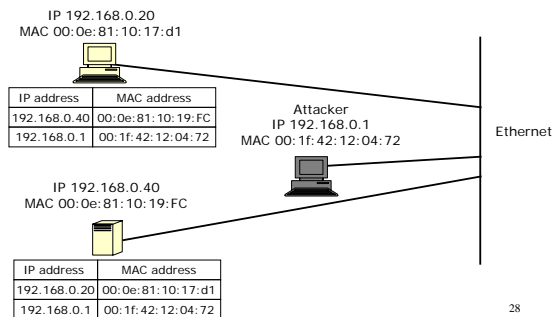 IP 192.168.0.20
MAC 00:0e:81:10:17:d1
IP address MAC address
192.168.0.40 00:0e:81:10:19:FC
192.168.0.1 00:1f:42:12:04:72
Attacker
IP 192.168.0.1
MAC 00:1f:42:12:04:72
Ethernet
IP 192.168.0.40
MAC 00:0e:81:10:19:FC
IP address MAC address
192.168.0.20 00:0e:81:10:17:d1
192.168.0.1 00:1f:42:12:04:72
28